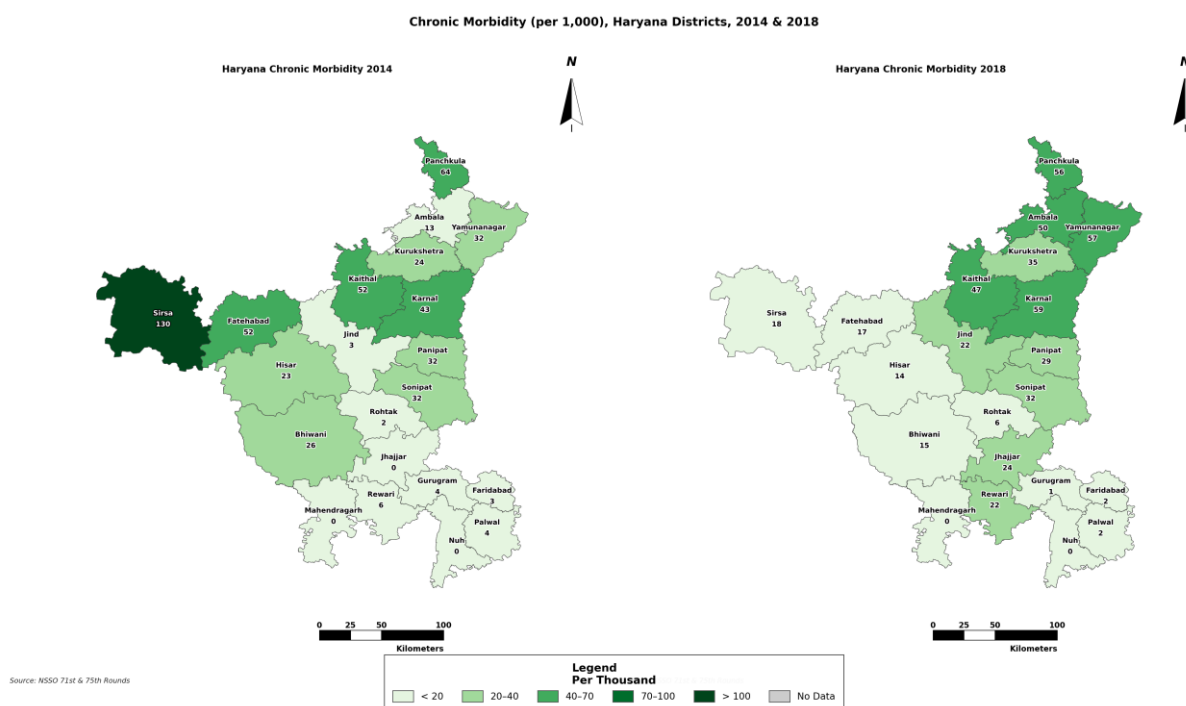 Chronic Morbidity (per 1,000), Haryana Districts, 2014 & 2018
Haryana Chronic Morbidity 2014
N
Panchkula
64
Ambala
13
Yamunanagar
32
Kurukshetra
24
Kaithal
52
Karnal
43
Sirsa
130
Fatehabad
52
Jind
3
Panipat
32
Hisar
23
Sonipat
32
Rohtak
2
Bhiwani
26
Jhajjar
0
Gurugram
4
Faridabad
3
Rewari
6
Mahendragarh
0
Palwal
4
Nuh
0
0 25 50 100
Kilometers
Haryana Chronic Morbidity 2018
N
Panchkula
56
Ambala
50
Yamunanagar
57
Kurukshetra
35
Kaithal
47
Karnal
59
Sirsa
18
Fatehabad
17
Jind
22
Panipat
29
Hisar
14
Sonipat
32
Rohtak
6
Bhiwani
15
Jhajjar
24
Gurugram
1
Faridabad
2
Rewari
22
Mahendragarh
0
Palwal
2
Nuh
0
0 25 50 100
Kilometers
Source: NSSO 71st & 75th Rounds
Legend
Per Thousand
< 20 20–40 40–70 70–100 > 100 No Data